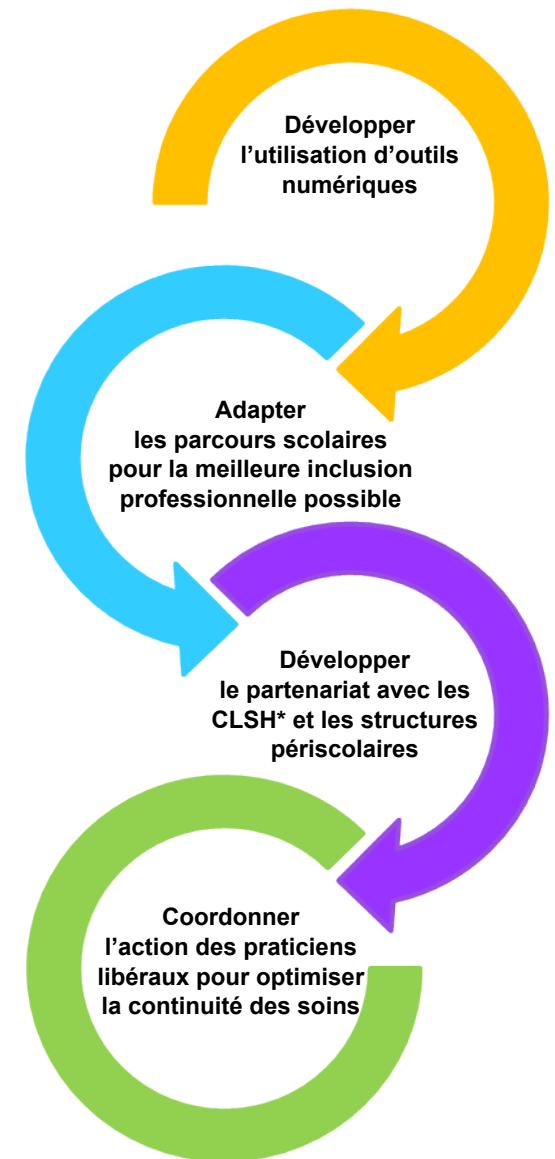 Développer
l’utilisation d’outils
numériques
Adapter
les parcours scolaires
pour la meilleure inclusion
professionnelle possible
Développer
le partenariat avec les
CLSH* et les structures
périscolaires
Coordonner
l’action des praticiens
libéraux pour optimiser
la continuité des soins